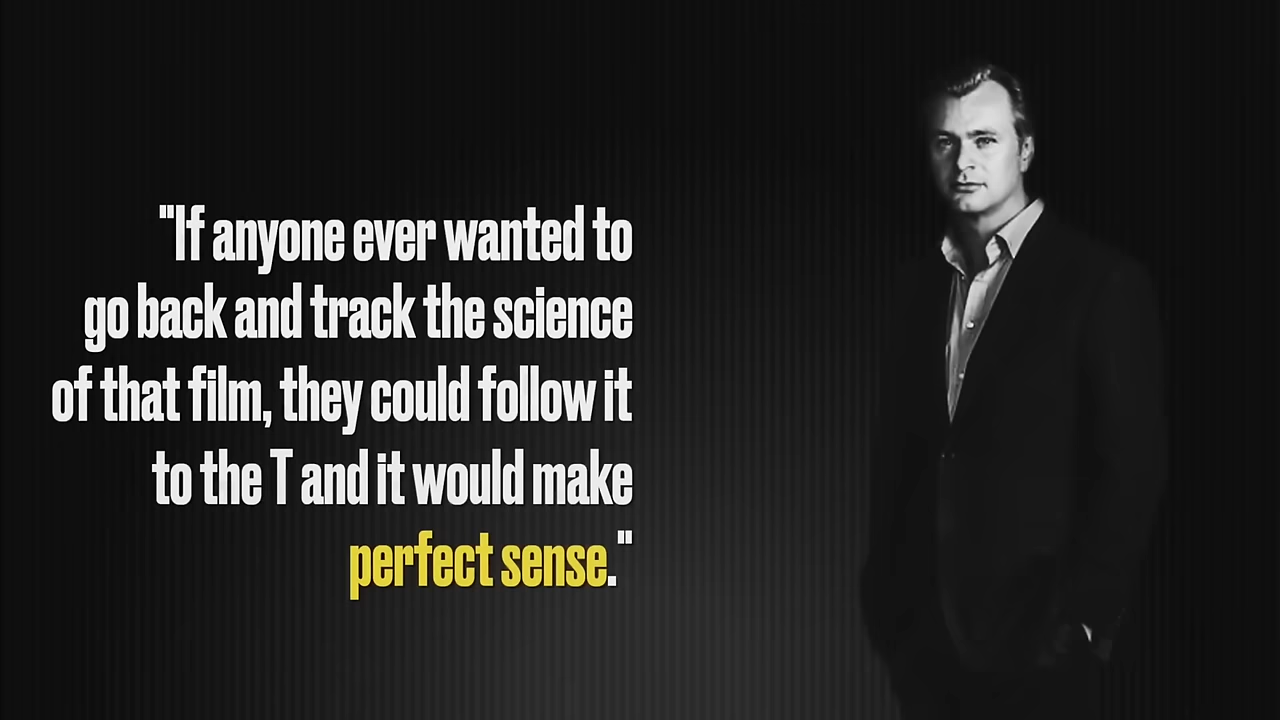 "If anyone ever wanted to
go back and track the science
of that film, they could follow it
to the T and it would make
perfect sense."